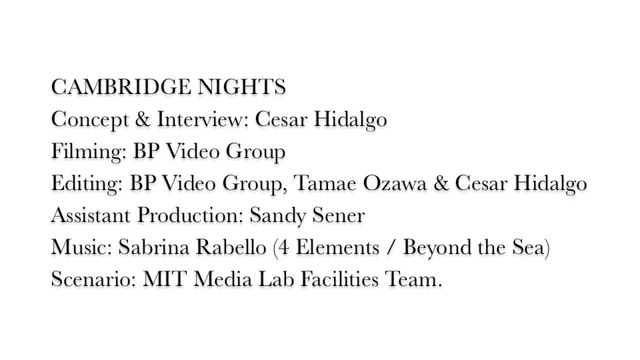 CAMBRIDGE NIGHTS
Concept & Interview: Cesar Hidalgo
Filming: BP Video Group
Editing: BP Video Group, Tamae Ozawa & Cesar Hidalgo
Assistant Production: Sandy Sener
Music: Sabrina Rabello (4 Elements / Beyond the Sea)
Scenario: MIT Media Lab Facilities Team.